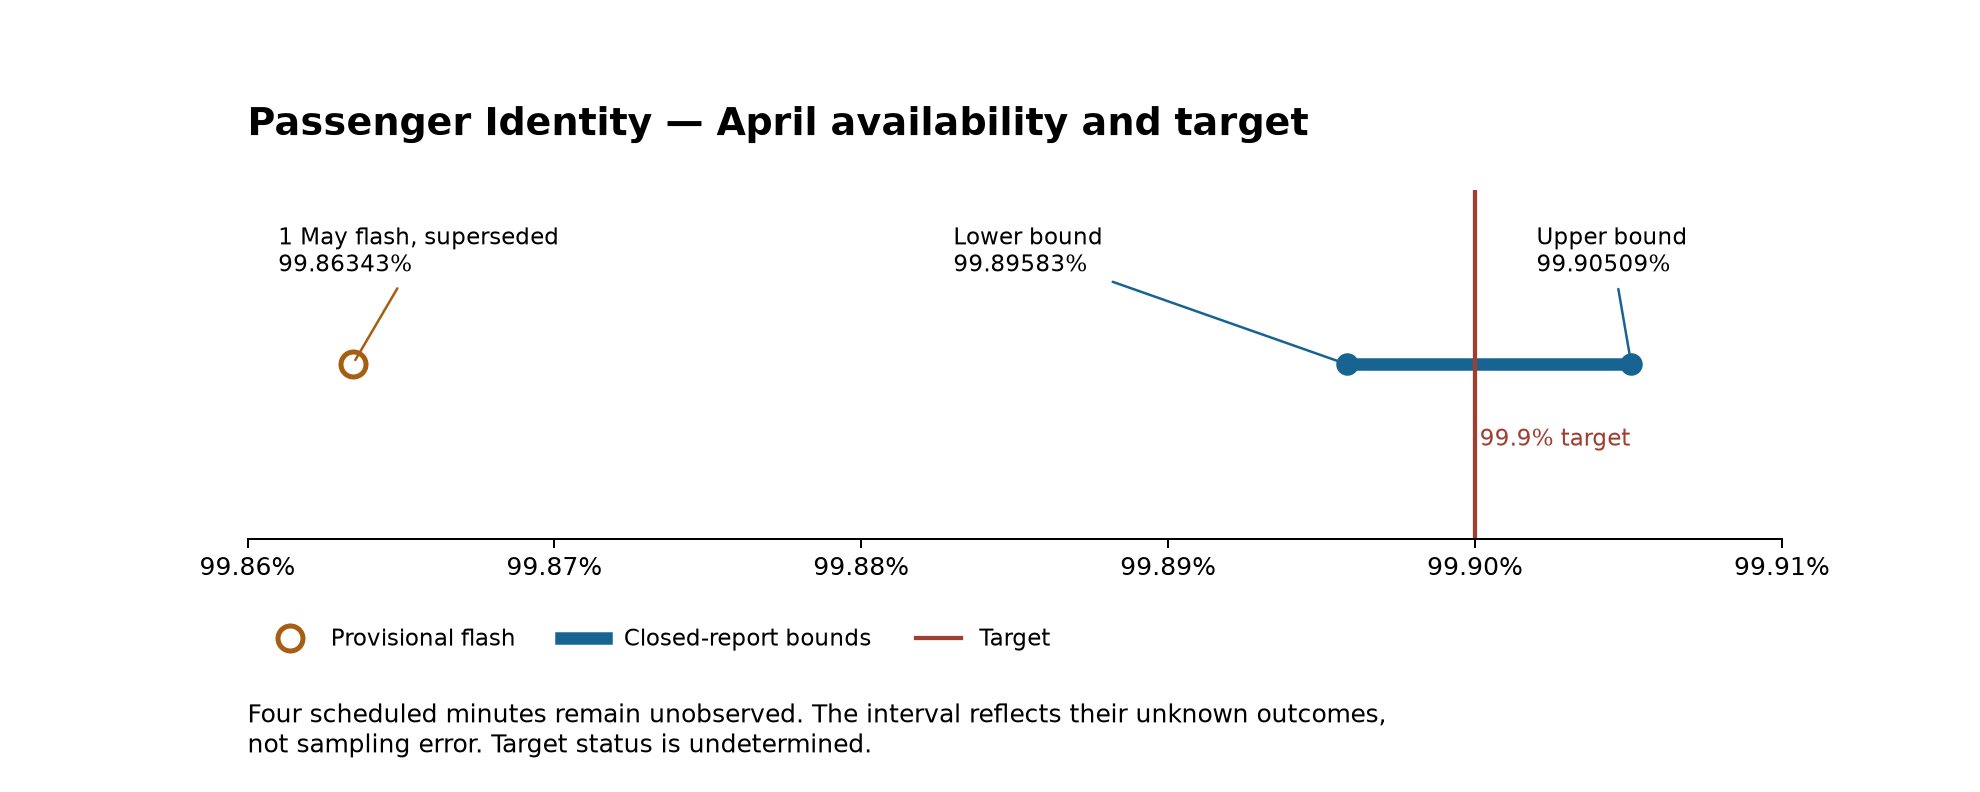 Passenger Identity — April availability and target
1 May flash, superseded
99.86343%
Lower bound
99.89583%
Upper bound
99.90509%
99.9% target
99.86%
99.87%
99.88%
99.89%
99.90%
99.91%
Provisional flash
Closed-report bounds
Target
Four scheduled minutes remain unobserved. The interval reflects their unknown outcomes,
not sampling error. Target status is undetermined.